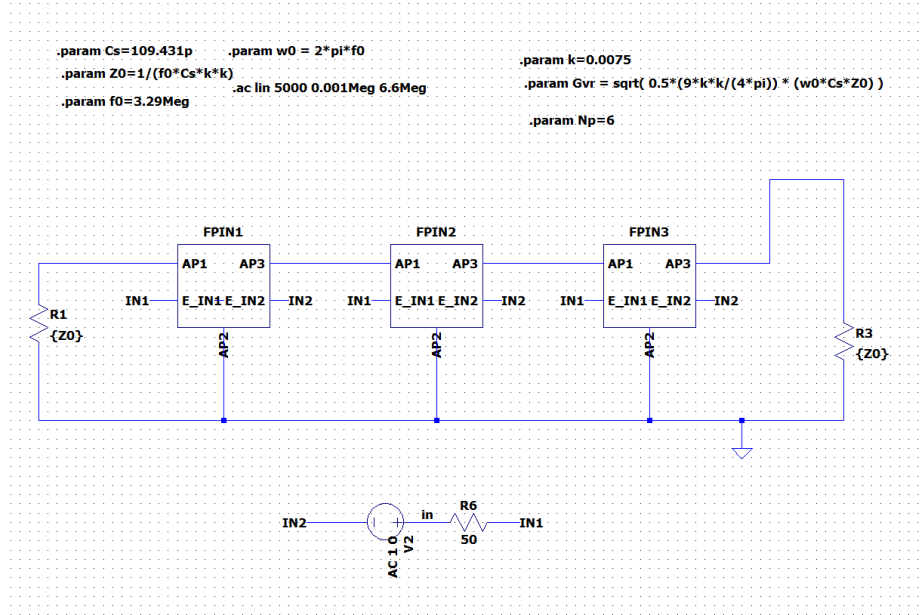 .param Cs=109.431p
.param w0 = 2*pi*f0
.param Z0=1/(f0*Cs*k*k)
.ac lin 5000 0.001Meg 6.6Meg
.param f0=3.29Meg
.param k=0.0075
.param Gvr = sqrt( 0.5*(9*k*k/(4*pi)) * (w0*Cs*Z0) )
.param Np=6
FPIN1
FPIN2
FPIN3
AP1 AP3
AP1 AP3
AP1 AP3
IN1 E_IN1 E_IN2 IN2
IN1 E_IN1 E_IN2 IN2
IN1 E_IN1 E_IN2 IN2
AP2
AP2
AP2
R1
{Z0}
R3
{Z0}
IN2
in
R6
IN1
50
AC 1 0
V2